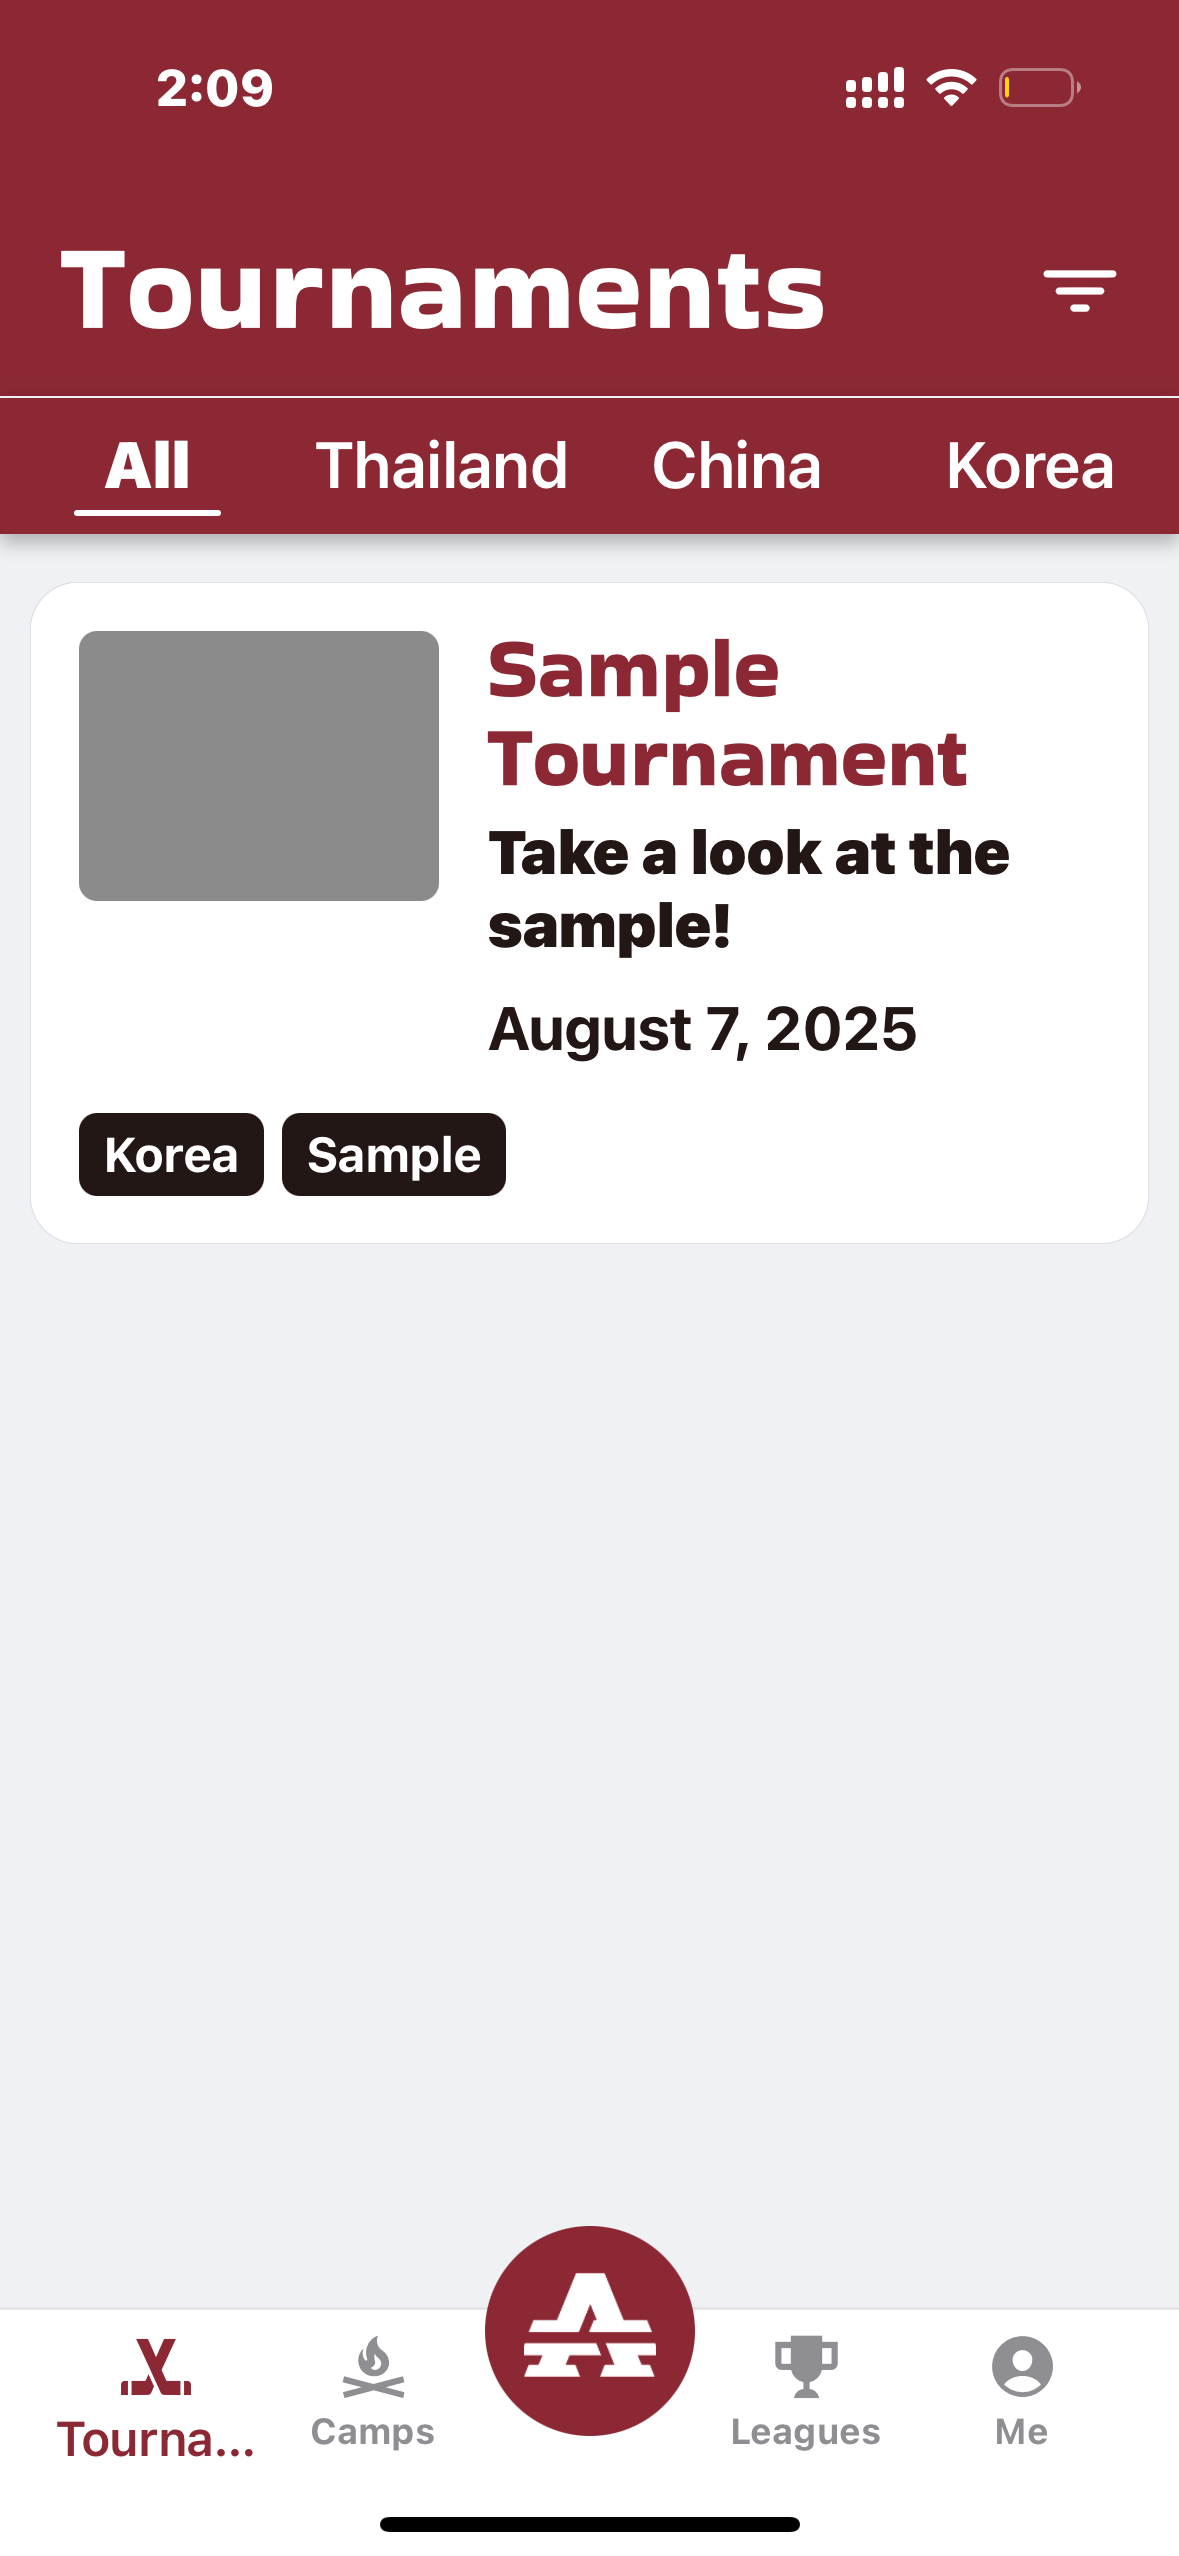 2:09
Tournaments
All Thailand China Korea
Sample
Tournament
Take a look at the
sample!
August 7, 2025
Korea Sample
Tourna... Camps Leagues Me